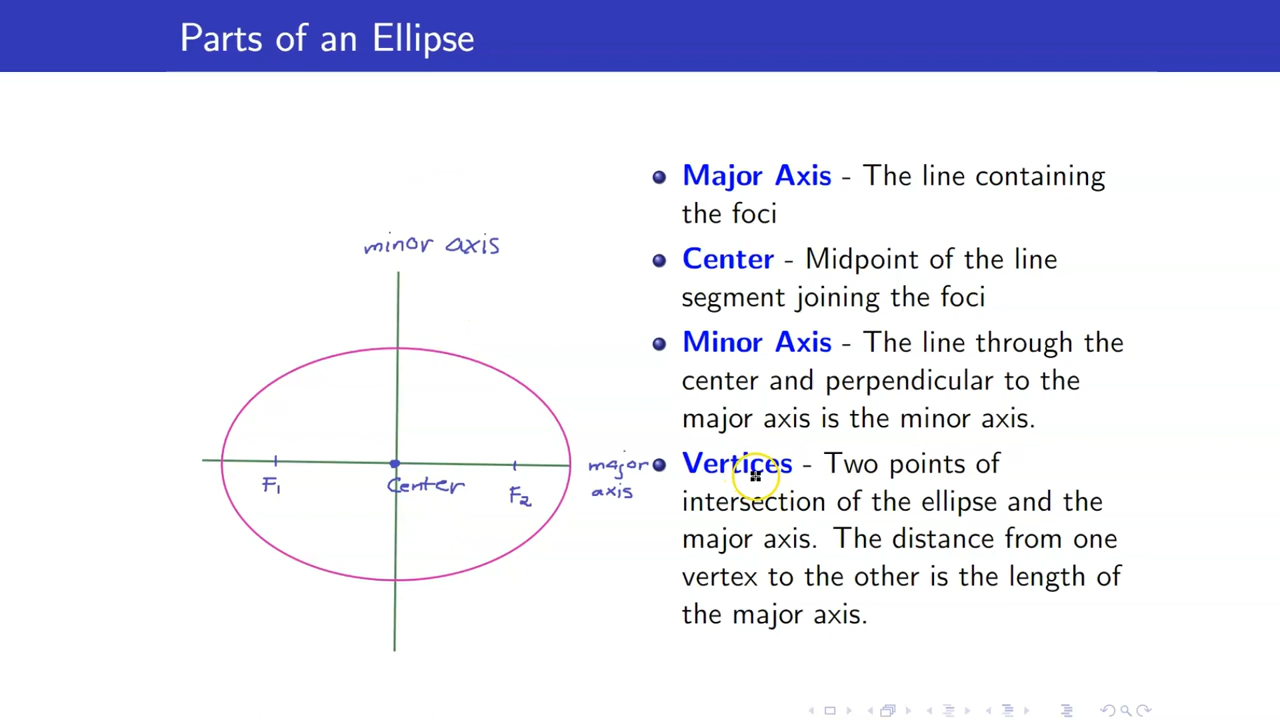 Parts of an Ellipse
minor axis
F1
Center
F2
major
axis
Major Axis - The line containing
the foci
Center - Midpoint of the line
segment joining the foci
Minor Axis - The line through the
center and perpendicular to the
major axis is the minor axis.
Vertices - Two points of
intersection of the ellipse and the
major axis. The distance from one
vertex to the other is the length of
the major axis.